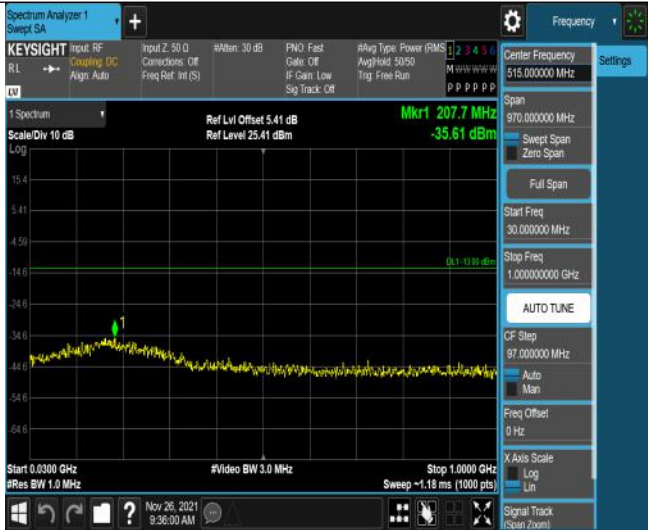 Spectrum Analyzer 1
Swept SA
Frequency
KEYSIGHT
RL
LXI
Input: RF
Coupling: DC
Align: Auto
Input Z: 50 Ω
Corrections: Off
Freq Ref: Int (S)
#Atten: 30 dB
PNO: Fast
Gate: Off
IF Gain: Low
Sig Track: Off
#Avg Type: Power (RMS
Avg|Hold: 50/50
Trig: Free Run
1 2 3 4 5 6
M W W W W W
P P P P P P
1 Spectrum
Scale/Div 10 dB
Log
Ref Lvl Offset 5.41 dB
Ref Level 25.41 dBm
Mkr1 207.7 MHz
-35.61 dBm
15.4
5.41
-4.59
-14.6
-24.6
-34.6
-44.6
-54.6
-64.6
DL1 -13.00 dBm
1
Start 0.0300 GHz
#Res BW 1.0 MHz
#Video BW 3.0 MHz
Stop 1.0000 GHz
Sweep ~1.18 ms (1000 pts)
Nov 26, 2021
9:36:00 AM
Center Frequency
515.000000 MHz
Settings
Span
970.000000 MHz
Swept Span
Zero Span
Full Span
Start Freq
30.000000 MHz
Stop Freq
1.000000000 GHz
AUTO TUNE
CF Step
97.000000 MHz
Auto
Man
Freq Offset
0 Hz
X Axis Scale
Log
Lin
Signal Track
(Span Zoom)